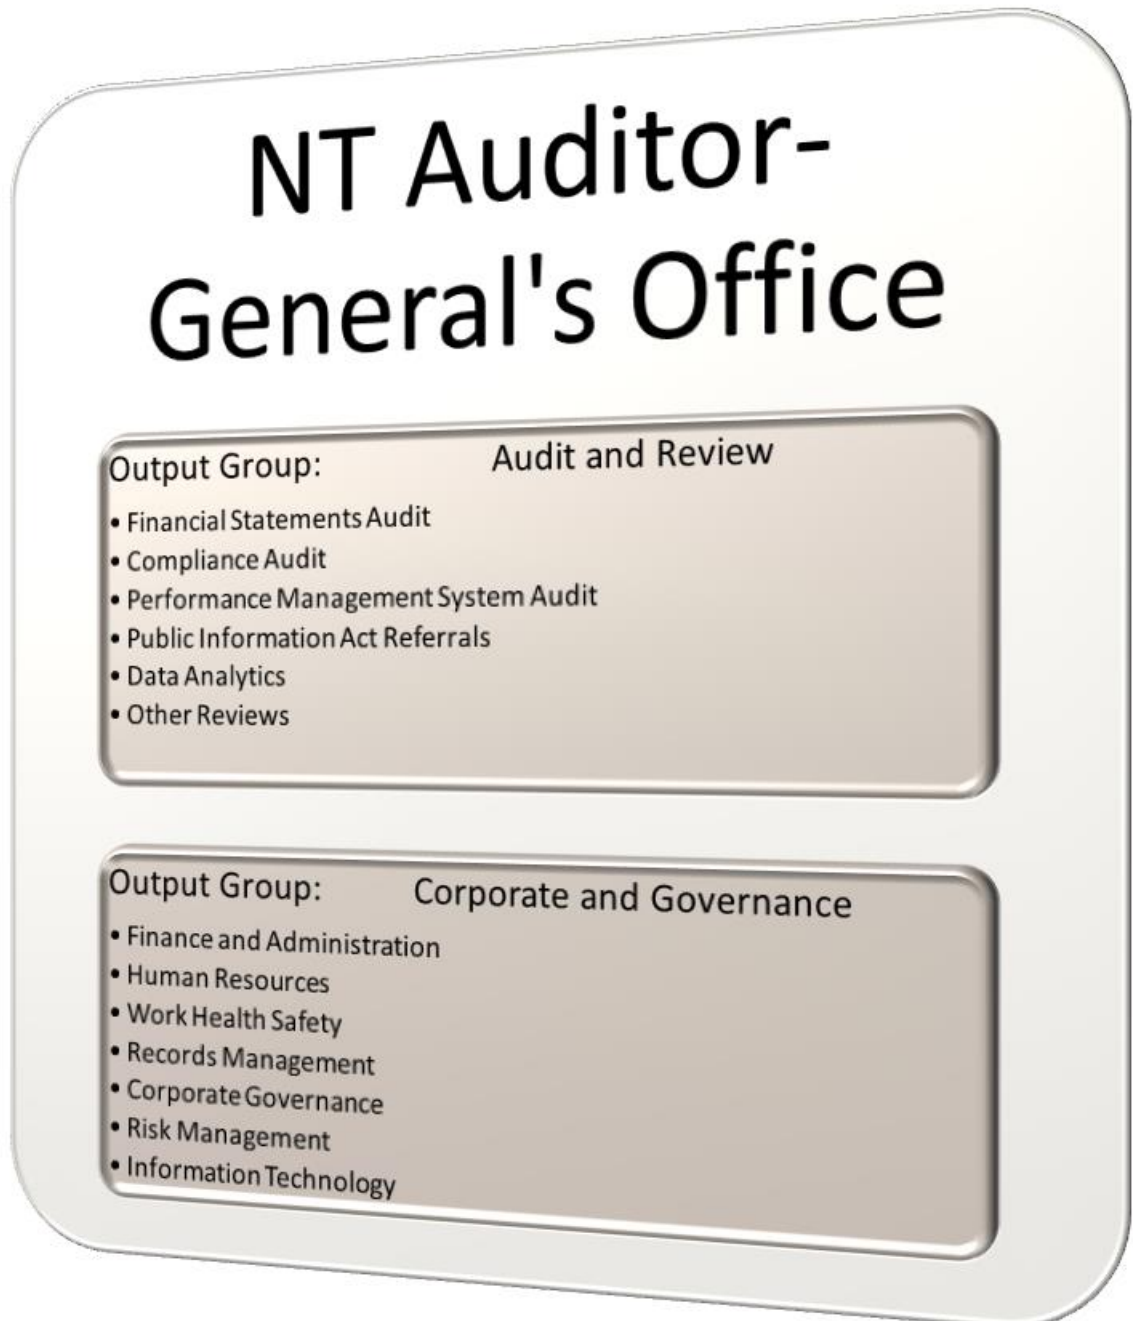 NT Auditor-
General's Office
Output Group: Audit and Review
• Financial Statements Audit
• Compliance Audit
• Performance Management System Audit
• Public Information Act Referrals
• Data Analytics
• Other Reviews
Output Group: Corporate and Governance
• Finance and Administration
• Human Resources
• Work Health Safety
• Records Management
• Corporate Governance
• Risk Management
• Information Technology